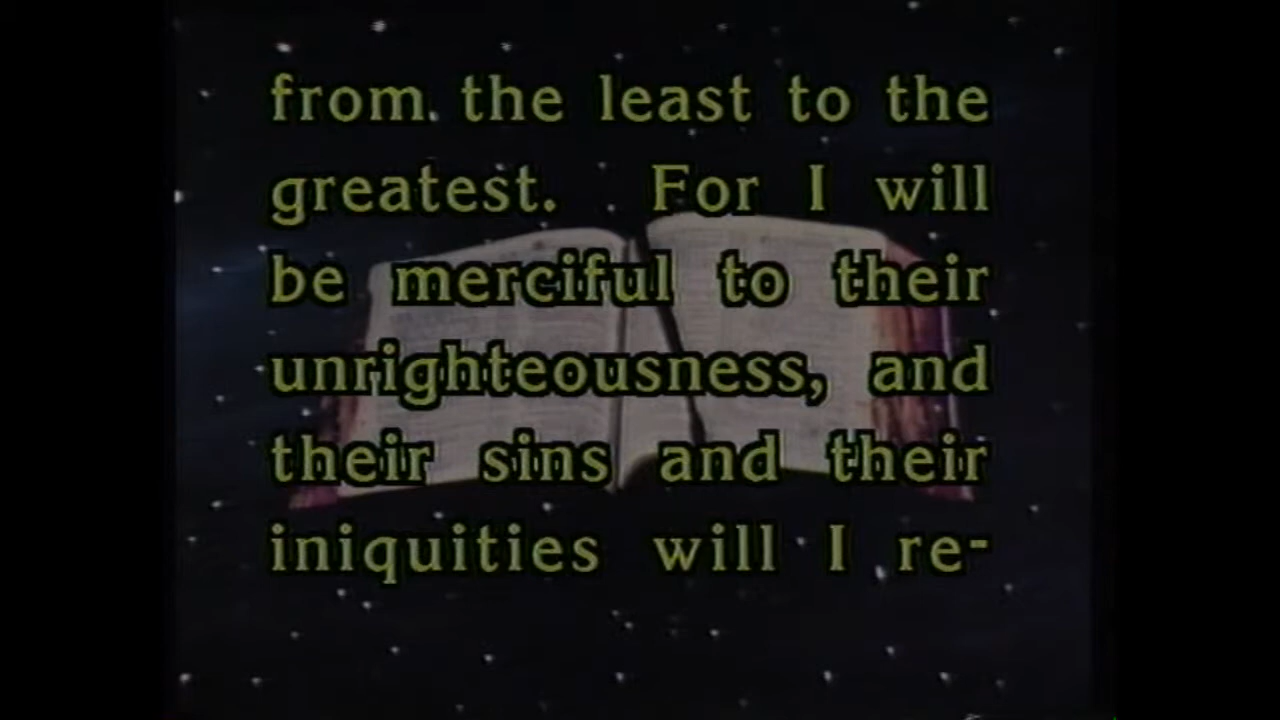 from the least to the
greatest. For I will
be merciful to their
unrighteousness, and
their sins and their
iniquities will I re-